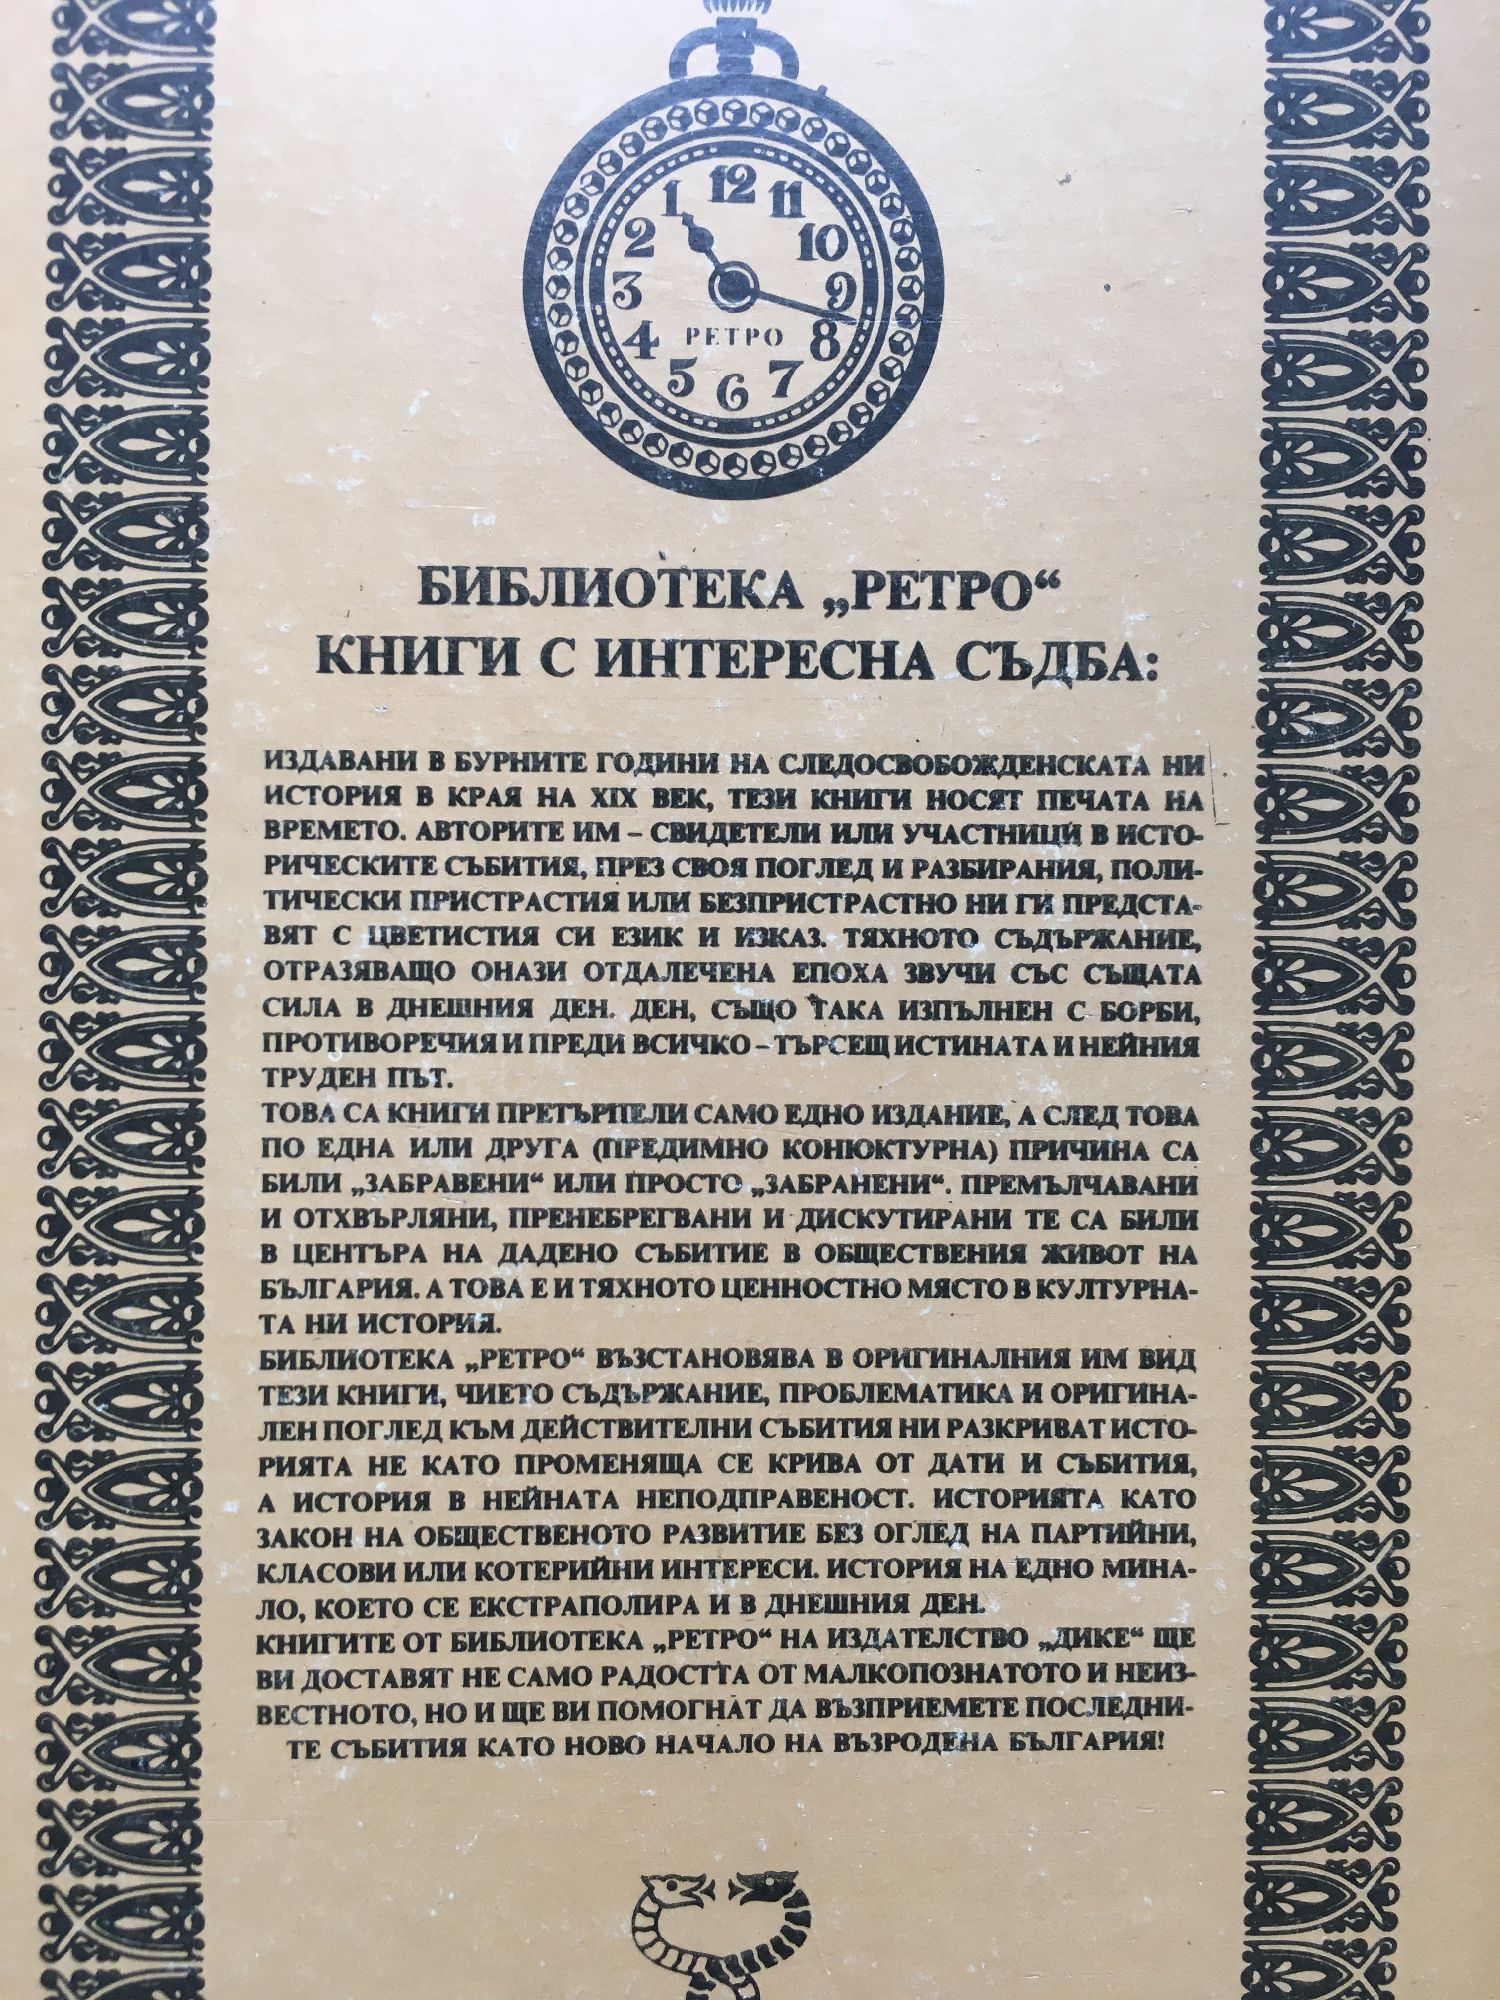 12
1 11
2 10
3 9
4 РЕТРО 8
5 7
6
БИБЛИОТЕКА „РЕТРО“
КНИГИ С ИНТЕРЕСНА СЪДБА:
ИЗДАВАНИ В БУРНИТЕ ГОДИНИ НА СЛЕДОСВОБОЖДЕНСКАТА НИ
ИСТОРИЯ В КРАЯ НА XIX ВЕК, ТЕЗИ КНИГИ НОСЯТ ПЕЧАТА НА
ВРЕМЕТО. АВТОРИТЕ ИМ – СВИДЕТЕЛИ ИЛИ УЧАСТНИЦИ В ИСТО-
РИЧЕСКИТЕ СЪБИТИЯ, ПРЕЗ СВОЯ ПОГЛЕД И РАЗБИРАНИЯ, ПОЛИ-
ТИЧЕСКИ ПРИСТРАСТИЯ ИЛИ БЕЗПРИСТРАСТНО НИ ГИ ПРЕДСТА-
ВЯТ С ЦВЕТИСТИЯ СИ ЕЗИК И ИЗКАЗ. ТЯХНОТО СЪДЪРЖАНИЕ,
ОТРАЗЯВАЩО ОНАЗИ ОТДАЛЕЧЕНА ЕПОХА ЗВУЧИ СЪС СЪЩАТА
СИЛА В ДНЕШНИЯ ДЕН. ДЕН, СЪЩО ТАКА ИЗПЪЛНЕН С БОРБИ,
ПРОТИВОРЕЧИЯ И ПРЕДИ ВСИЧКО – ТЪРСЕЩ ИСТИНАТА И НЕЙНИЯ
ТРУДЕН ПЪТ.
ТОВА СА КНИГИ ПРЕТЪРПЕЛИ САМО ЕДНО ИЗДАНИЕ, А СЛЕД ТОВА
ПО ЕДНА ИЛИ ДРУГА (ПРЕДИМНО КОНЮКТУРНА) ПРИЧИНА СА
БИЛИ „ЗАБРАВЕНИ“ ИЛИ ПРОСТО „ЗАБРАНЕНИ“. ПРЕМЪЛЧАВАНИ
И ОТХВЪРЛЯНИ, ПРЕНЕБРЕГВАНИ И ДИСКУТИРАНИ ТЕ СА БИЛИ
В ЦЕНТЪРА НА ДАДЕНО СЪБИТИЕ В ОБЩЕСТВЕНИЯ ЖИВОТ НА
БЪЛГАРИЯ. А ТОВА Е И ТЯХНОТО ЦЕННОСТНО МЯСТО В КУЛТУРНА-
ТА НИ ИСТОРИЯ.
БИБЛИОТЕКА „РЕТРО“ ВЪЗСТАНОВЯВА В ОРИГИНАЛНИЯ ИМ ВИД
ТЕЗИ КНИГИ, ЧИЕТО СЪДЪРЖАНИЕ, ПРОБЛЕМАТИКА И ОРИГИНА-
ЛЕН ПОГЛЕД КЪМ ДЕЙСТВИТЕЛНИ СЪБИТИЯ НИ РАЗКРИВАТ ИСТО-
РИЯТА НЕ КАТО ПРОМЕНЯЩА СЕ КРИВА ОТ ДАТИ И СЪБИТИЯ,
А ИСТОРИЯ В НЕЙНАТА НЕПОДПРАВЕНОСТ. ИСТОРИЯТА КАТО
ЗАКОН НА ОБЩЕСТВЕНОТО РАЗВИТИЕ БЕЗ ОГЛЕД НА ПАРТИЙНИ,
КЛАСОВИ ИЛИ КОТЕРИЙНИ ИНТЕРЕСИ. ИСТОРИЯ НА ЕДНО МИНА-
ЛО, КОЕТО СЕ ЕКСТРАПОЛИРА И В ДНЕШНИЯ ДЕН.
КНИГИТЕ ОТ БИБЛИОТЕКА „РЕТРО“ НА ИЗДАТЕЛСТВО „ДИКЕ“ ЩЕ
ВИ ДОСТАВЯТ НЕ САМО РАДОСТТА ОТ МАЛКОПОЗНАТОТО И НЕИЗ-
ВЕСТНОТО, НО И ЩЕ ВИ ПОМОГНАТ ДА ВЪЗПРИЕМЕТЕ ПОСЛЕДНИ-
ТЕ СЪБИТИЯ КАТО НОВО НАЧАЛО НА ВЪЗРОДЕНА БЪЛГАРИЯ!